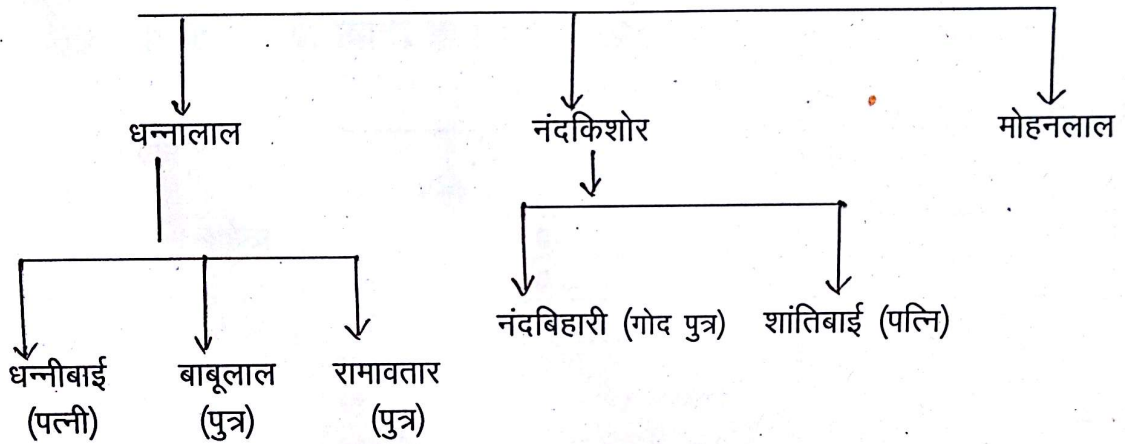 धन्नालाल नंदकिशोर मोहनलाल
नंदबिहारी (गोद पुत्र) शांतिबाई (पत्नि)
धन्नीबाई बाबूलाल रामावतार
(पत्नी) (पुत्र) (पुत्र)